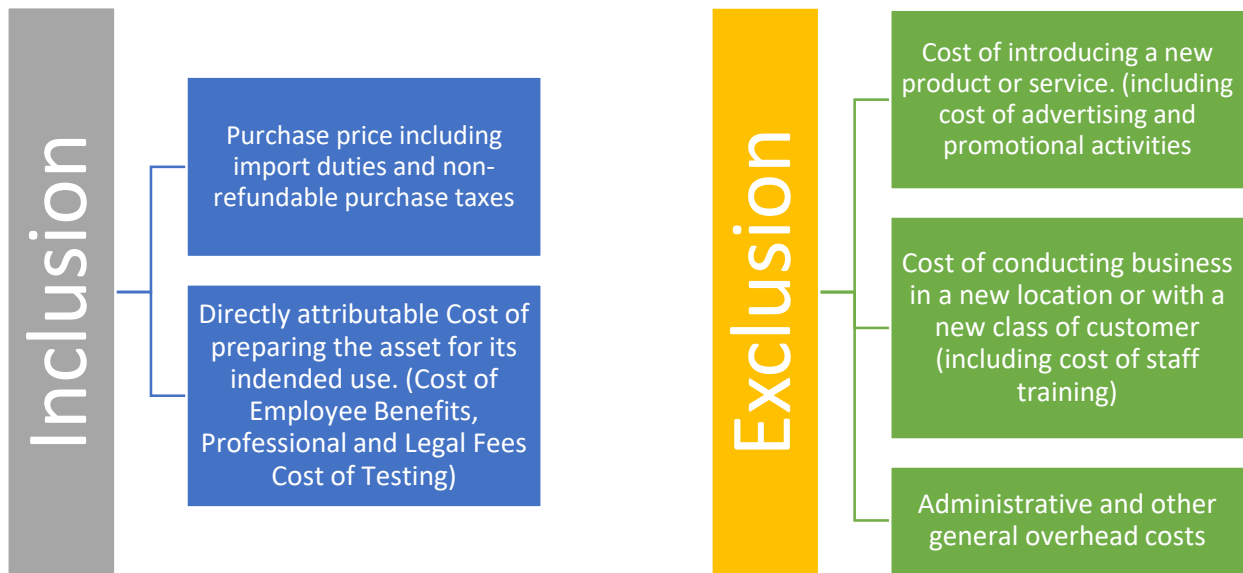 Inclusion
Purchase price including
import duties and non-
refundable purchase taxes
Directly attributable Cost of
preparing the asset for its
indended use. (Cost of
Employee Benefits,
Professional and Legal Fees
Cost of Testing)
Exclusion
Cost of introducing a new
product or service. (including
cost of advertising and
promotional activities
Cost of conducting business
in a new location or with a
new class of customer
(including cost of staff
training)
Administrative and other
general overhead costs